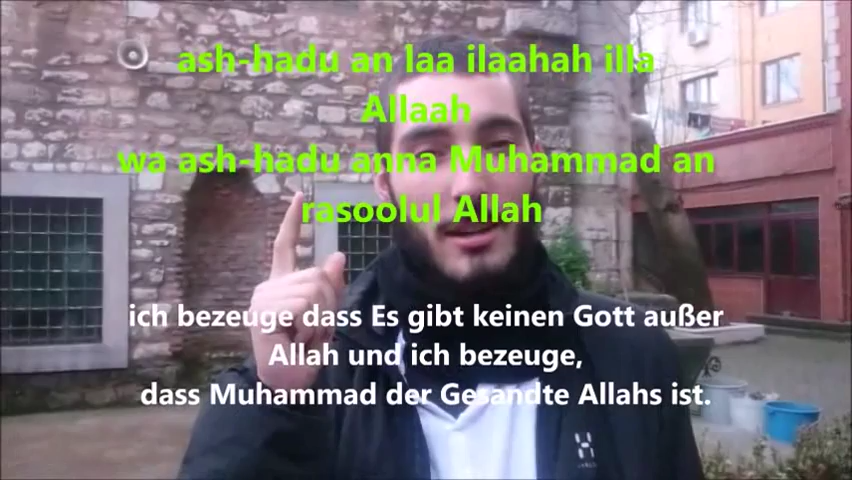 ash-hadu an laa ilaahah illa
Allaah
wa ash-hadu anna Muhammad an
rasoolul Allah
ich bezeuge dass Es gibt keinen Gott außer
Allah und ich bezeuge,
dass Muhammad der Gesandte Allahs ist.